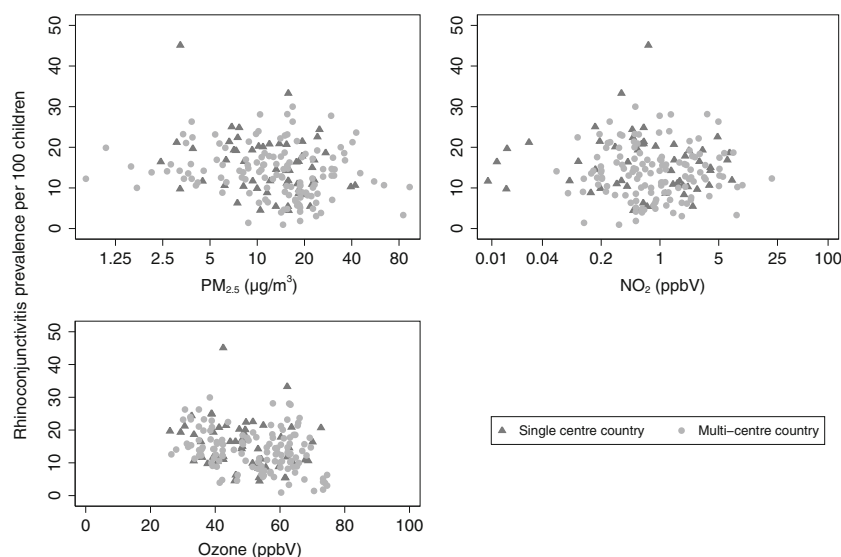 Rhinoconjunctivitis prevalence per 100 children
50
40
30
20
10
0
1.25 2.5 5 10 20 40 80
PM2.5 (µg/m³)
50
40
30
20
10
0
0.01 0.04 0.2 1 5 25 100
NO2 (ppbV)
50
40
30
20
10
0
0 20 40 60 80 100
Ozone (ppbV)
Single centre country Multi−centre country